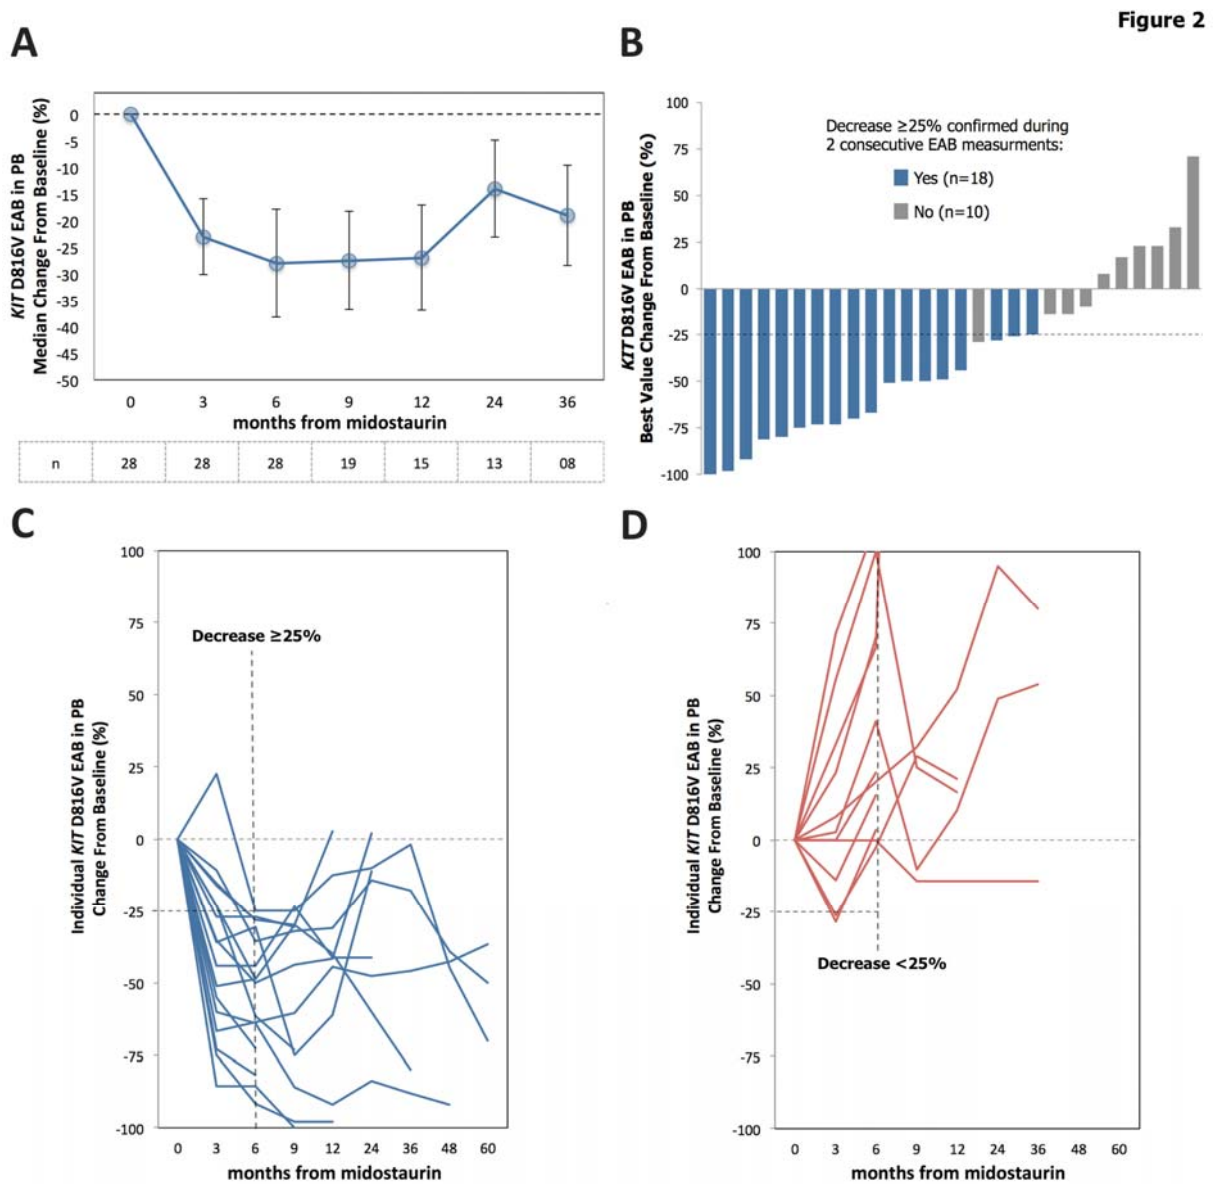 Figure 2
A
KIT D816V EAB in PB
Median Change From Baseline (%)
0
-5
-10
-15
-20
-25
-30
-35
-40
-45
-50
0 3 6 9 12 24 36
months from midostaurin
n 28 28 28 19 15 13 08
B
KIT D816V EAB in PB
Best Value Change From Baseline (%)
100
75
50
25
0
-25
-50
-75
-100
Decrease ≥25% confirmed during
2 consecutive EAB measurments:
Yes (n=18)
No (n=10)
C
Individual KIT D816V EAB in PB
Change From Baseline (%)
100
75
50
25
0
-25
-50
-75
-100
Decrease ≥25%
0 3 6 9 12 24 36 48 60
months from midostaurin
D
Individual KIT D816V EAB in PB
Change From Baseline (%)
100
75
50
25
0
-25
-50
-75
-100
Decrease <25%
0 3 6 9 12 24 36 48 60
months from midostaurin